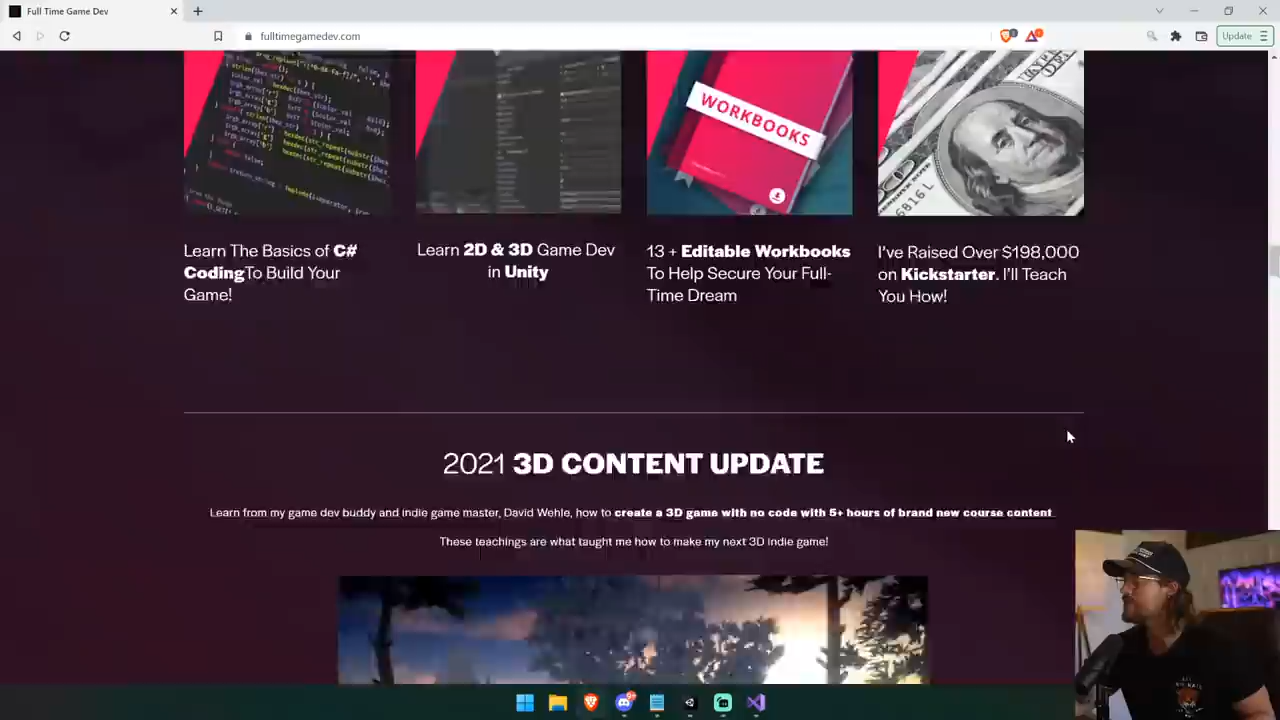 Full Time Game Dev
fulltimegamedev.com
Update
WORKBOOKS
6816 L
Learn The Basics of C#
CodingTo Build Your
Game!
Learn 2D & 3D Game Dev
in Unity
13 + Editable Workbooks
To Help Secure Your Full-
Time Dream
I've Raised Over $198,000
on Kickstarter. I'll Teach
You How!
2021 3D CONTENT UPDATE
Learn from my game dev buddy and indie game master, David Wehle, how to create a 3D game with no code with 5+ hours of brand new course content
These teachings are what taught me how to make my next 3D indie game!